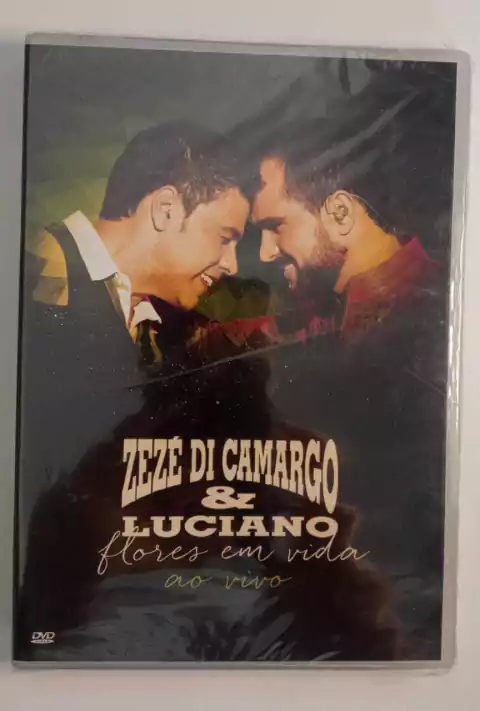 ZEZÉ DI CAMARGO
&
LUCIANO
flores em vida
ao vivo
DVD